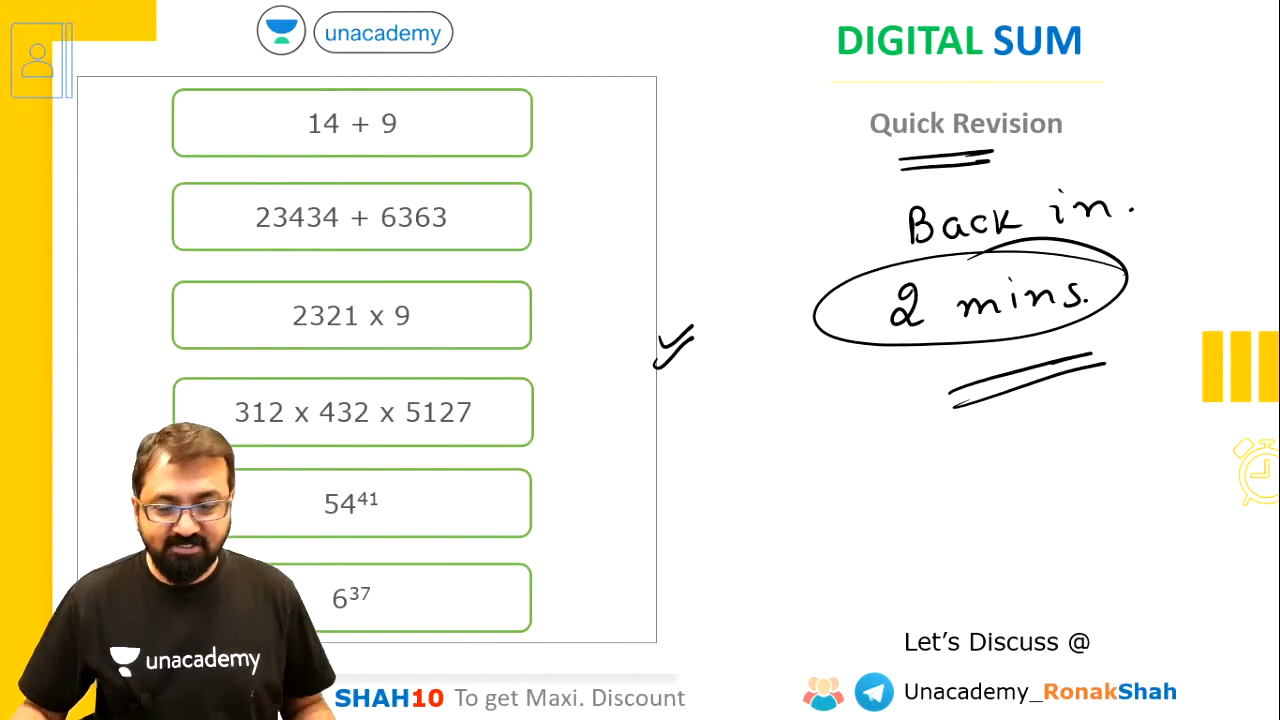 unacademy
DIGITAL SUM
Quick Revision
14 + 9
23434 + 6363
2321 x 9
312 x 432 x 5127
54⁴¹
6³⁷
Back in.
2 mins.
unacademy
SHAH10 To get Maxi. Discount
Let’s Discuss @
Unacademy_RonakShah